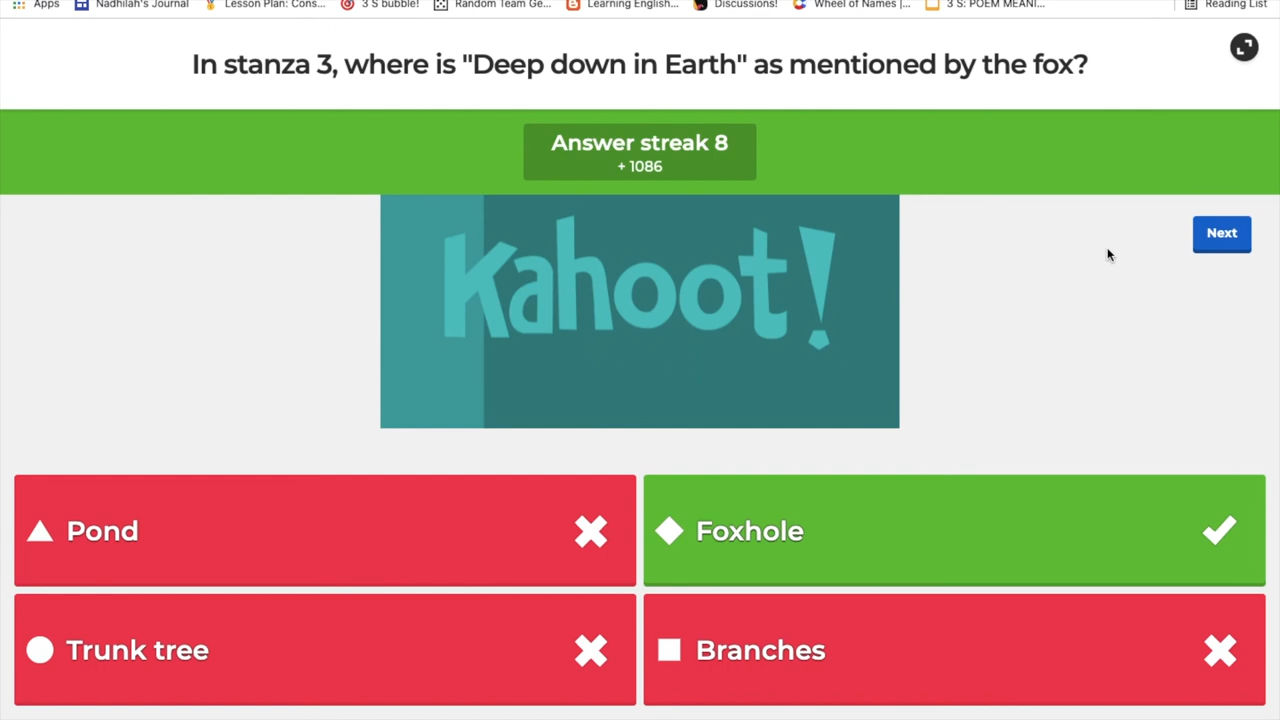 Apps Nadhilah's Journal Lesson Plan: Cons... 3 S bubble! Random Team Ge... Learning English... Discussions! Wheel of Names |... 3 S: POEM MEANI... Reading List
In stanza 3, where is "Deep down in Earth" as mentioned by the fox?
Answer streak 8
+ 1086
Kahoot!
Next
Pond
Foxhole
Trunk tree
Branches